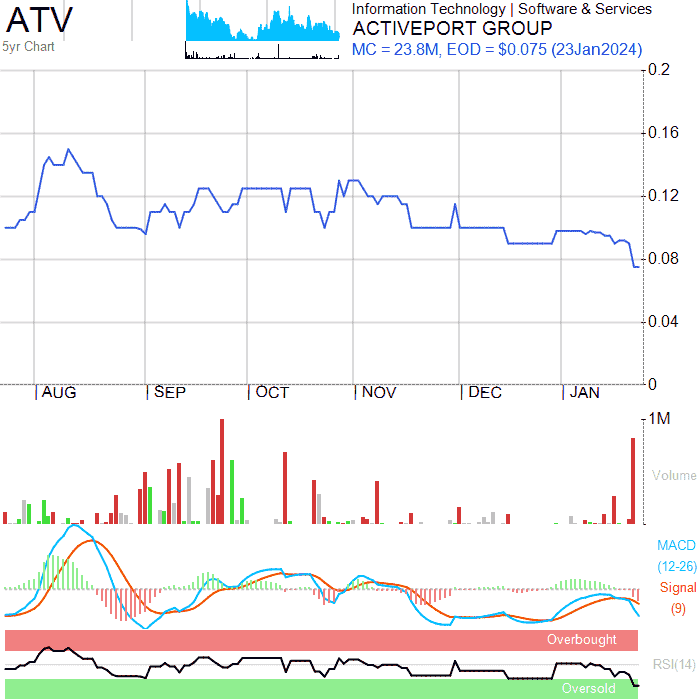 ATV
5yr Chart
Information Technology | Software & Services
ACTIVEPORT GROUP
MC = 23.8M, EOD = $0.075 (23Jan2024)
0.2
0.16
0.12
0.08
0.04
0
| AUG | SEP | OCT | NOV | DEC | JAN
1M
Volume
MACD
(12-26)
Signal
(9)
Overbought
RSI(14)
Oversold